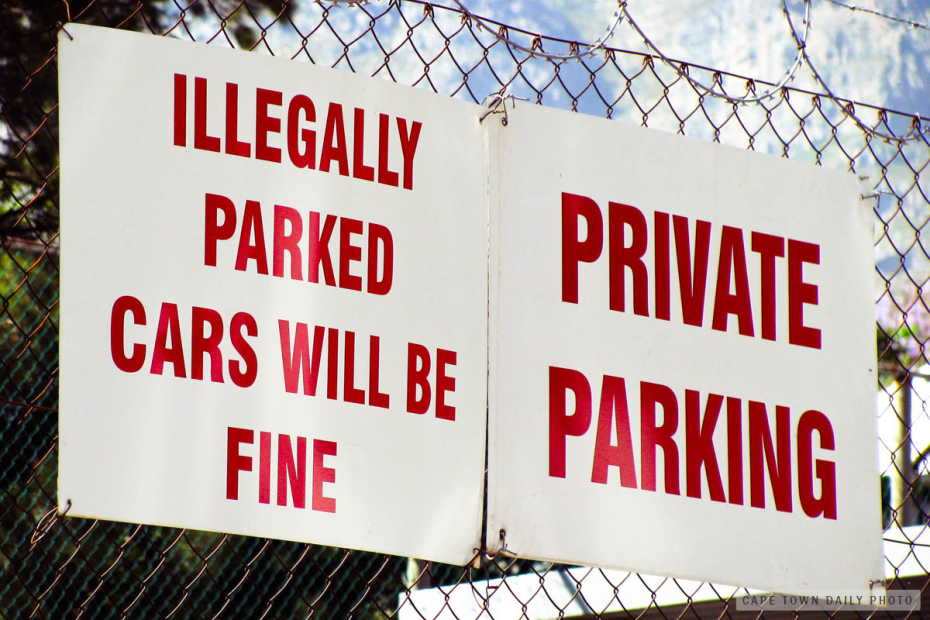 ILLEGALLY
PARKED
CARS WILL BE
FINE
PRIVATE
PARKING
CAPE TOWN DAILY PHOTO